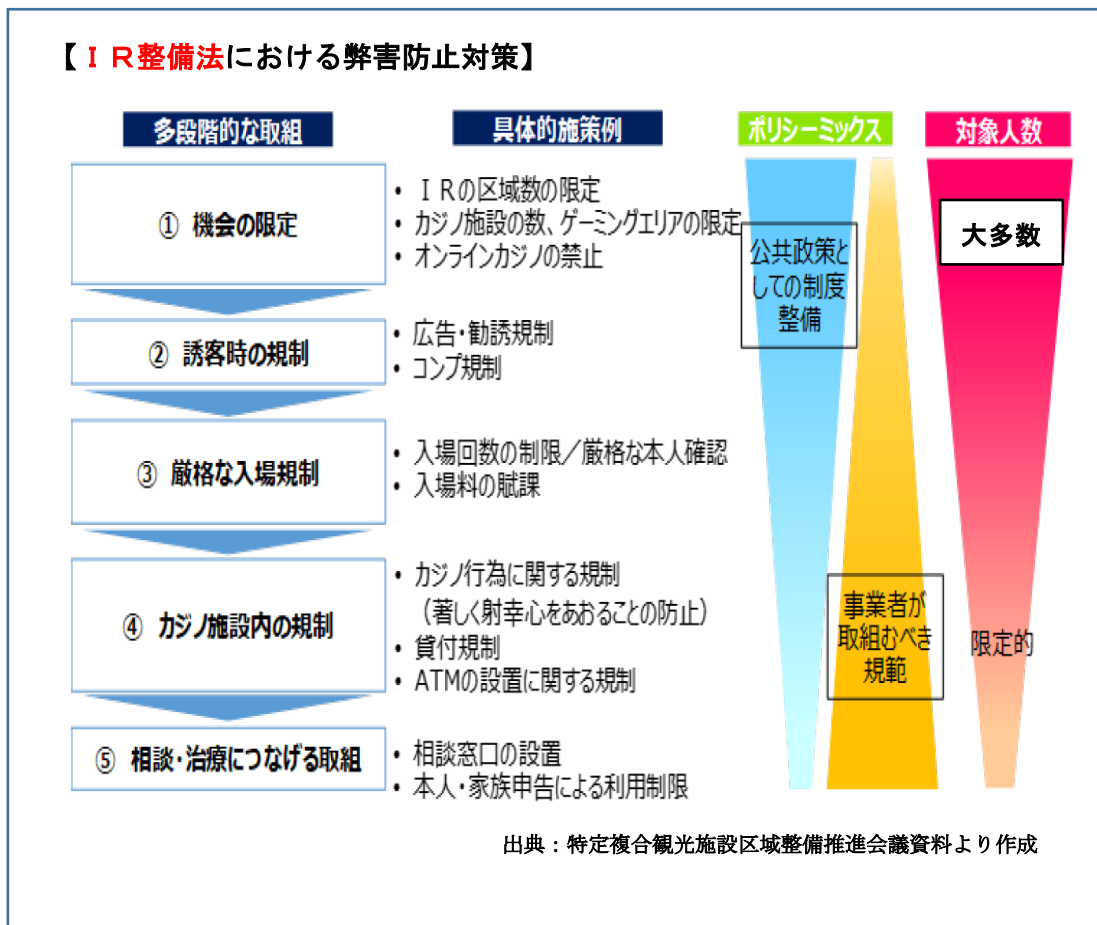 【ＩＲ整備法における弊害防止対策】
多段階的な取組
具体的施策例
ポリシーミックス
対象人数
① 機会の限定
• ＩＲの区域数の限定
• カジノ施設の数、ゲーミングエリアの限定
• オンラインカジノの禁止
② 誘客時の規制
• 広告・勧誘規制
• コンプ規制
③ 厳格な入場規制
• 入場回数の制限／厳格な本人確認
• 入場料の賦課
④ カジノ施設内の規制
• カジノ行為に関する規制
（著しく射幸心をあおることの防止）
• 貸付規制
• ATMの設置に関する規制
⑤ 相談・治療につなげる取組
• 相談窓口の設置
• 本人・家族申告による利用制限
公共政策と
しての制度
整備
事業者が
取組むべき
規範
大多数
限定的
出典：特定複合観光施設区域整備推進会議資料より作成